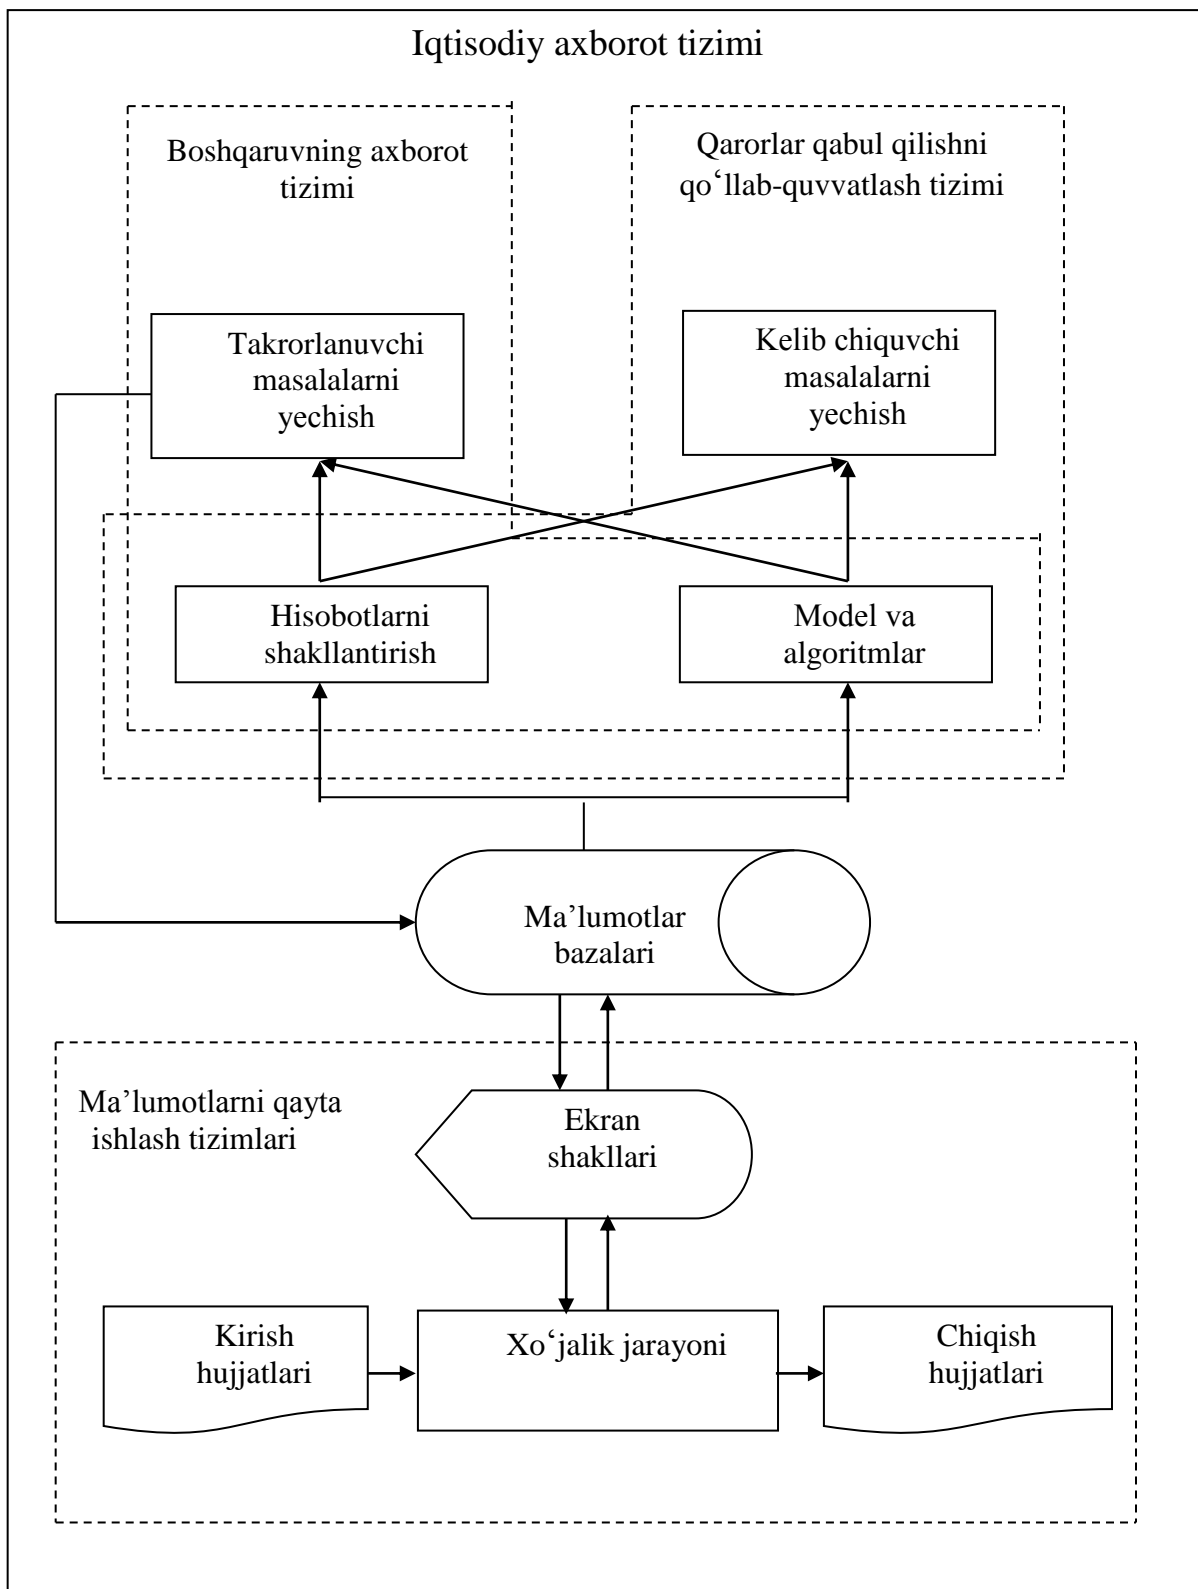 Iqtisodiy axborot tizimi
Boshqaruvning axborot
tizimi
Qarorlar qabul qilishni
qo‘llab-quvvatlash tizimi
Takrorlanuvchi
masalalarni
yechish
Kelib chiquvchi
masalalarni
yechish
Hisobotlarni
shakllantirish
Model va
algoritmlar
Ma’lumotlar
bazalari
Ma’lumotlarni qayta
ishlash tizimlari
Ekran
shakllari
Kirish
hujjatlari
Xo‘jalik jarayoni
Chiqish
hujjatlari